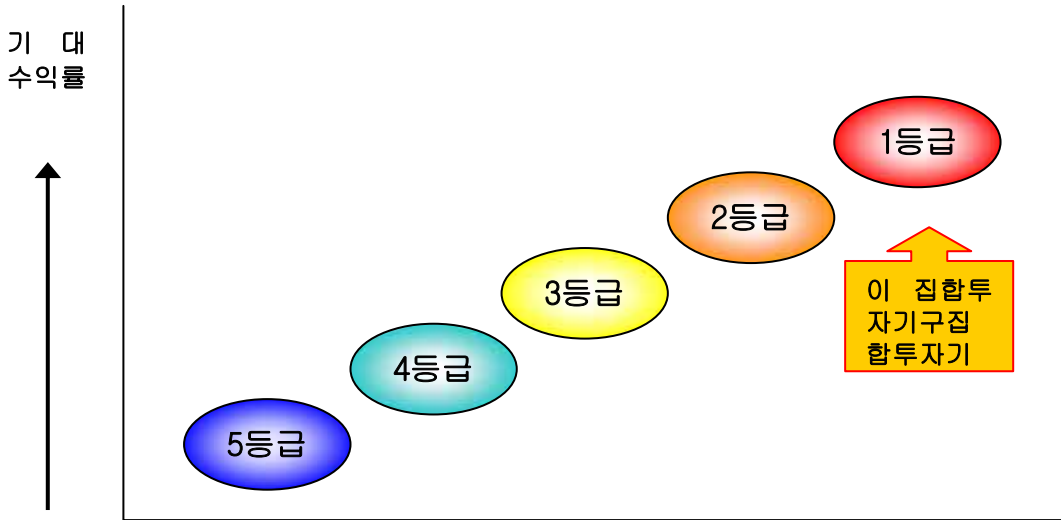 기 대
수익률
1등급
2등급
3등급
이 집합투
자기구집
합투자기
4등급
5등급